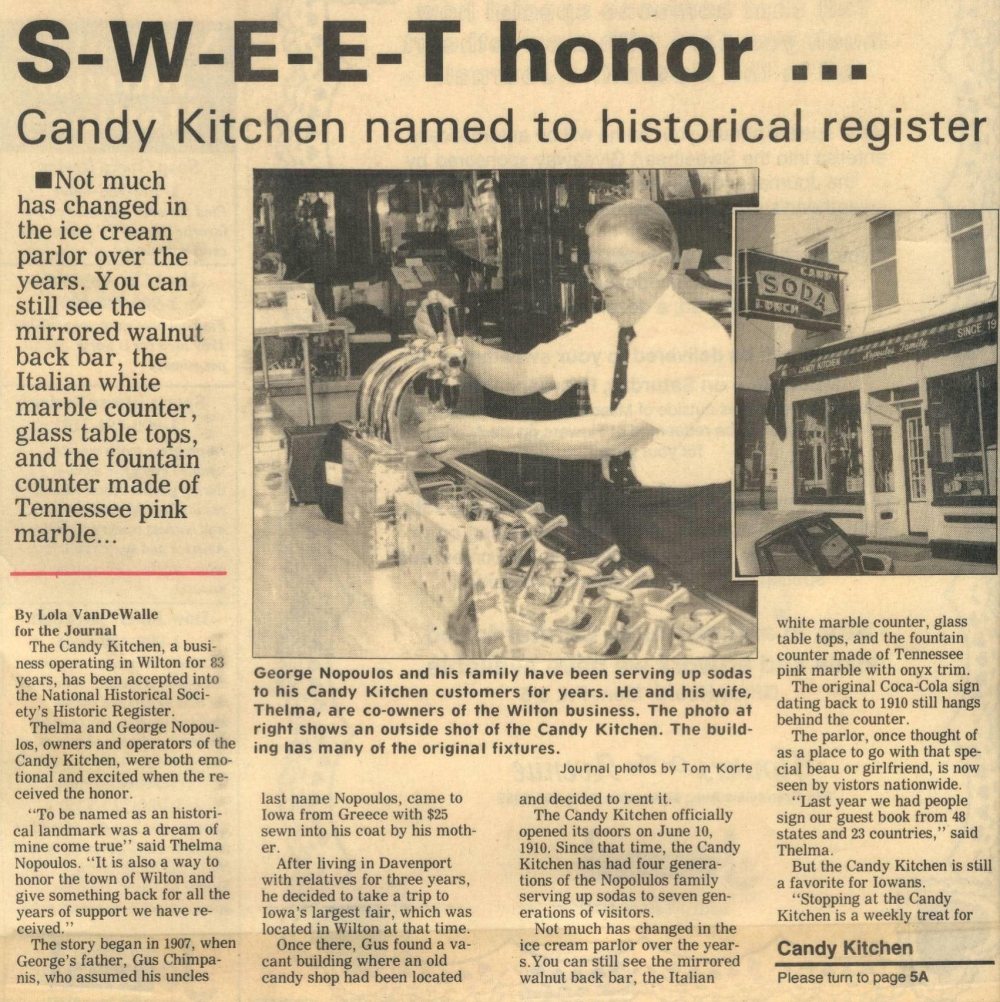 S-W-E-E-T honor ...
Candy Kitchen named to historical register
■Not much
has changed in
the ice cream
parlor over the
years. You can
still see the
mirrored walnut
back bar, the
Italian white
marble counter,
glass table tops,
and the fountain
counter made of
Tennessee pink
marble...
CANDY
SODA
LUNCH
SINCE 19
CANDY KITCHEN
Nopoulos Family
George Nopoulos and his family have been serving up sodas
to his Candy Kitchen customers for years. He and his wife,
Thelma, are co-owners of the Wilton business. The photo at
right shows an outside shot of the Candy Kitchen. The build-
ing has many of the original fixtures.
Journal photos by Tom Korte
By Lola VanDeWalle
for the Journal
The Candy Kitchen, a busi-
ness operating in Wilton for 83
years, has been accepted into
the National Historical Soci-
ety's Historic Register.
Thelma and George Nopou-
los, owners and operators of the
Candy Kitchen, were both emo-
tional and excited when the re-
ceived the honor.
"To be named as an histori-
cal landmark was a dream of
mine come true" said Thelma
Nopoulos. "It is also a way to
honor the town of Wilton and
give something back for all the
years of support we have re-
ceived."
The story began in 1907, when
George's father, Gus Chimpa-
nis, who assumed his uncles
last name Nopoulos, came to
Iowa from Greece with $25
sewn into his coat by his moth-
er.
After living in Davenport
with relatives for three years,
he decided to take a trip to
Iowa's largest fair, which was
located in Wilton at that time.
Once there, Gus found a va-
cant building where an old
candy shop had been located
and decided to rent it.
The Candy Kitchen officially
opened its doors on June 10,
1910. Since that time, the Candy
Kitchen has had four genera-
tions of the Nopolulos family
serving up sodas to seven gen-
erations of visitors.
Not much has changed in the
ice cream parlor over the year-
s.You can still see the mirrored
walnut back bar, the Italian
white marble counter, glass
table tops, and the fountain
counter made of Tennessee
pink marble with onyx trim.
The original Coca-Cola sign
dating back to 1910 still hangs
behind the counter.
The parlor, once thought of
as a place to go with that spe-
cial beau or girlfriend, is now
seen by vistors nationwide.
"Last year we had people
sign our guest book from 48
states and 23 countries," said
Thelma.
But the Candy Kitchen is still
a favorite for Iowans.
"Stopping at the Candy
Kitchen is a weekly treat for
Candy Kitchen
Please turn to page 5A